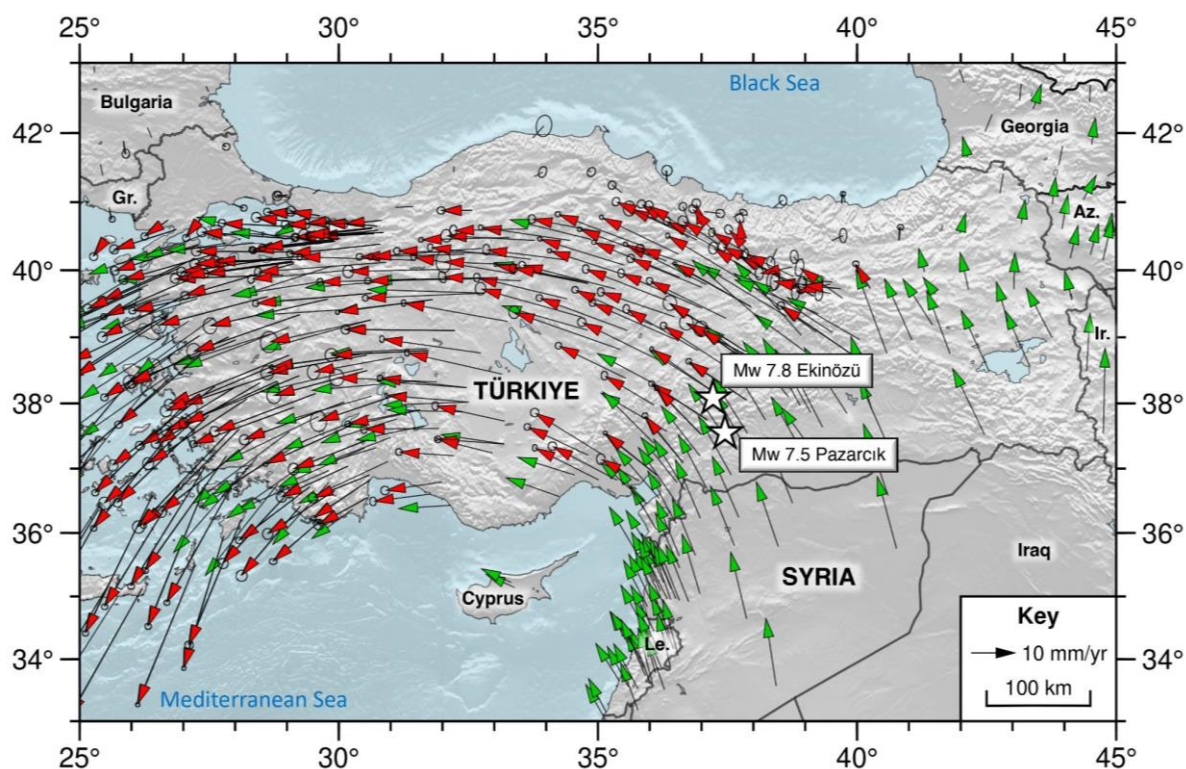 25° 30° 35° 40° 45°
Black Sea
Bulgaria
Georgia
42° 42°
Gr.
Az.
40° 40°
Ir.
Mw 7.8 Ekinözü
TÜRKIYE
38° 38°
Mw 7.5 Pazarcık
36° 36°
Iraq
SYRIA
Cyprus
Key
Le.
10 mm/yr
34° 34°
100 km
Mediterranean Sea
25° 30° 35° 40° 45°